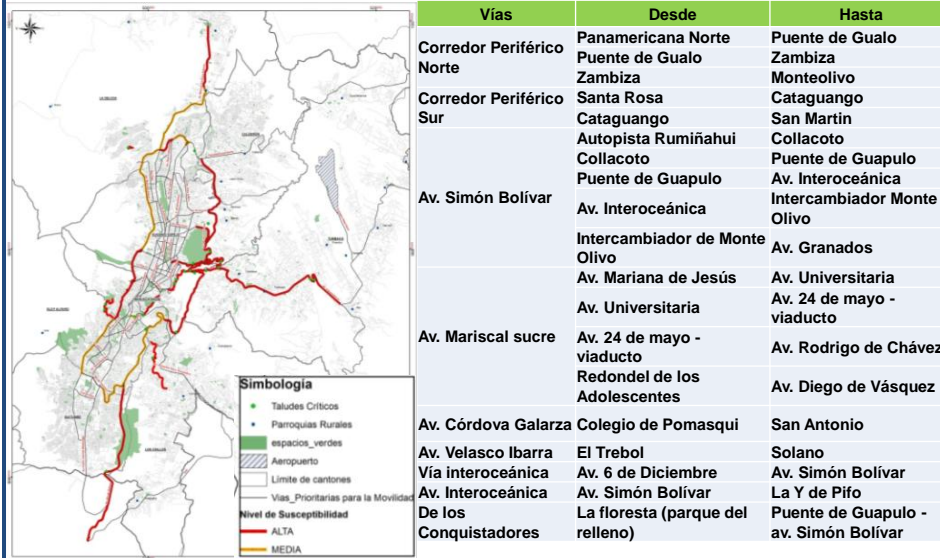 Simbología
Taludes Críticos
Parroquias Rurales
espacios_verdes
Aeropuerto
Límite de cantones
Vias_Prioritarias para la Movilidad
Nivel de Susceptibilidad
ALTA
MEDIA
Vías Desde Hasta
Corredor Periférico Norte
Panamericana Norte Puente de Gualo
Puente de Gualo Zambiza
Zambiza Monteolivo
Corredor Periférico Sur
Santa Rosa Cataguango
Cataguango San Martin
Av. Simón Bolívar
Autopista Rumiñahui Collacoto
Collacoto Puente de Guapulo
Puente de Guapulo Av. Interoceánica
Av. Interoceánica Intercambiador Monte Olivo
Intercambiador de Monte Olivo Av. Granados
Av. Mariscal sucre
Av. Mariana de Jesús Av. Universitaria
Av. Universitaria Av. 24 de mayo - viaducto
Av. 24 de mayo - viaducto Av. Rodrigo de Chávez
Redondel de los Adolescentes Av. Diego de Vásquez
Av. Córdova Galarza Colegio de Pomasqui San Antonio
Av. Velasco Ibarra El Trebol Solano
Vía interoceánica Av. 6 de Diciembre Av. Simón Bolívar
Av. Interoceánica Av. Simón Bolívar La Y de Pifo
De los Conquistadores La floresta (parque del relleno) Puente de Guapulo - av. Simón Bolívar